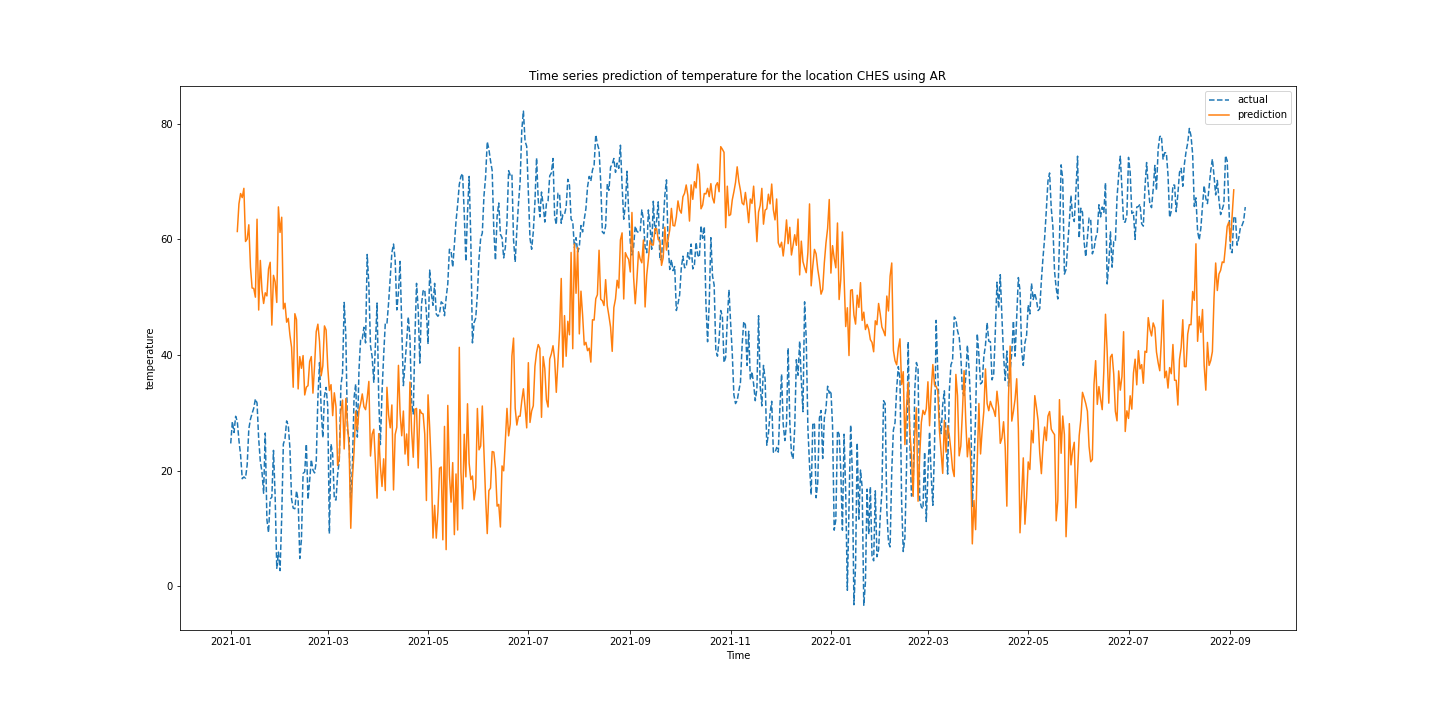 Time series prediction of temperature for the location CHES using AR
actual
prediction
80
60
40
20
0
temperature
2021-01 2021-03 2021-05 2021-07 2021-09 2021-11 2022-01 2022-03 2022-05 2022-07 2022-09
Time